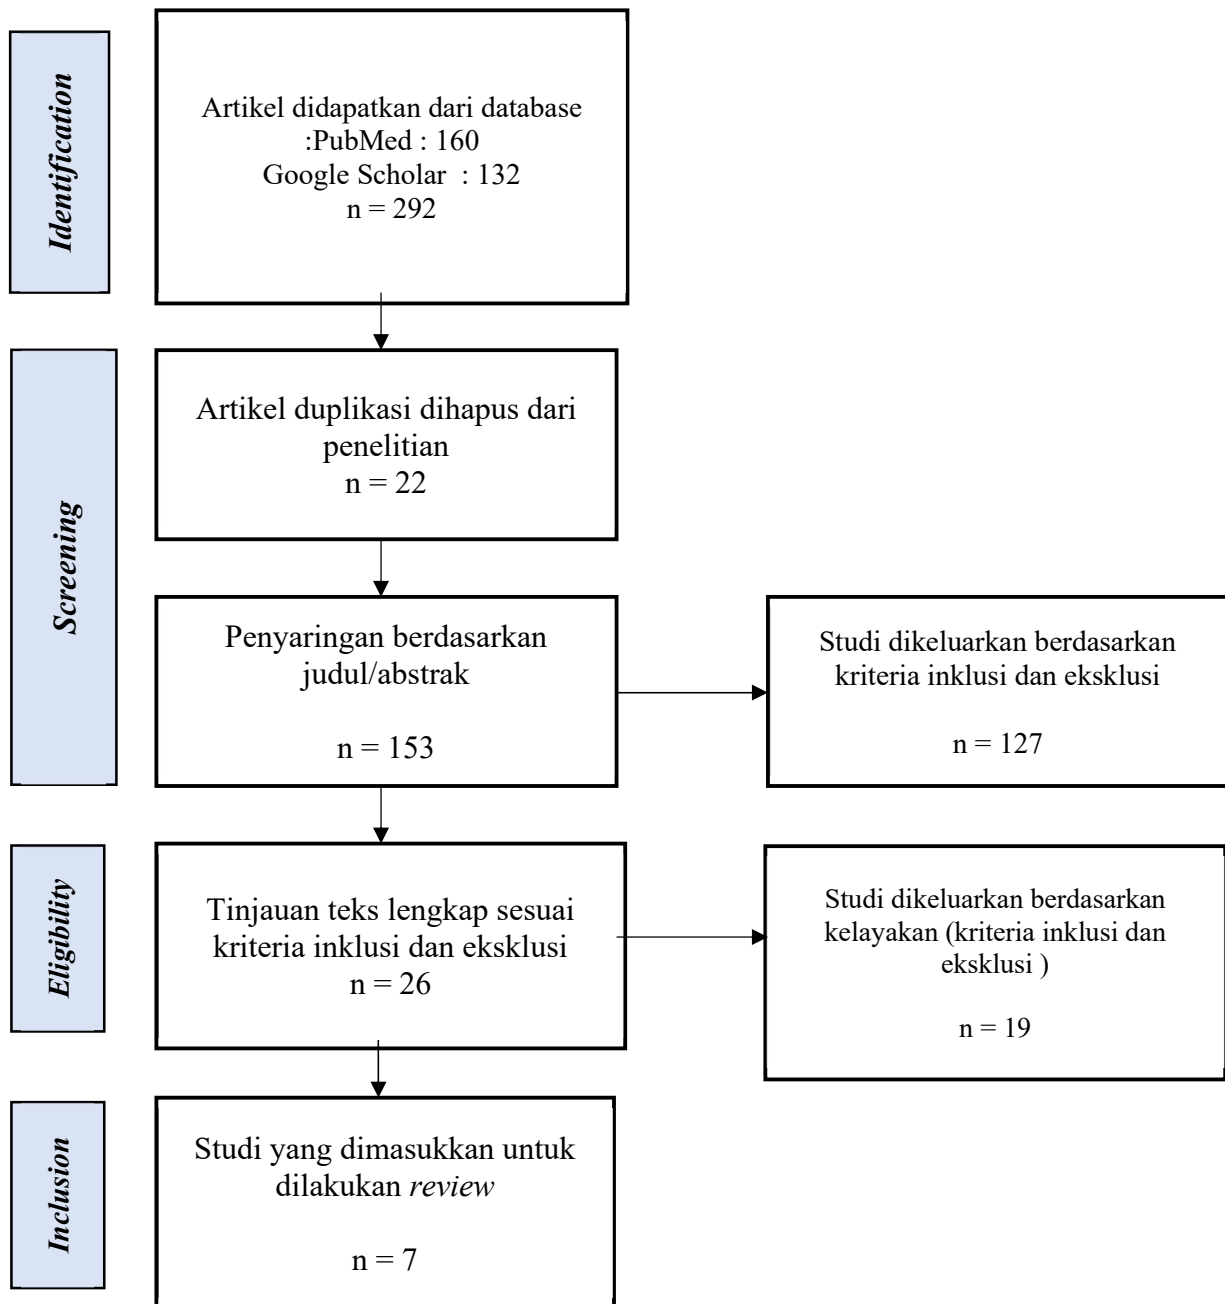 Identification
Artikel didapatkan dari database
:PubMed : 160
Google Scholar : 132
n = 292
Screening
Artikel duplikasi dihapus dari
penelitian
n = 22
Penyaringan berdasarkan
judul/abstrak
n = 153
Studi dikeluarkan berdasarkan
kriteria inklusi dan eksklusi
n = 127
Eligibility
Tinjauan teks lengkap sesuai
kriteria inklusi dan eksklusi
n = 26
Studi dikeluarkan berdasarkan
kelayakan (kriteria inklusi dan
eksklusi )
n = 19
Inclusion
Studi yang dimasukkan untuk
dilakukan review
n = 7